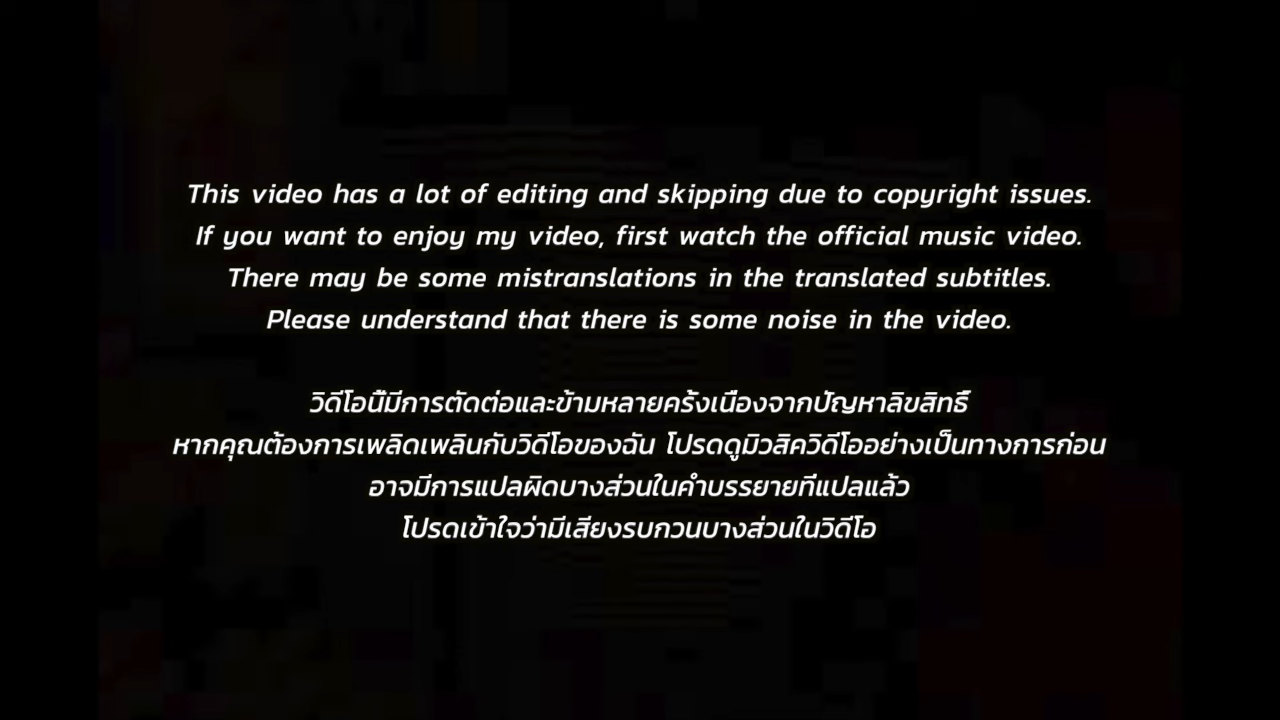 This video has a lot of editing and skipping due to copyright issues.
If you want to enjoy my video, first watch the official music video.
There may be some mistranslations in the translated subtitles.
Please understand that there is some noise in the video.
วิดีโอนี้มีการตัดต่อและข้ามหลายครั้งเนื่องจากปัญหาลิขสิทธิ์
หากคุณต้องการเพลิดเพลินกับวิดีโอของฉัน โปรดดูมิวสิควิดีโออย่างเป็นทางการก่อน
อาจมีการแปลผิดบางส่วนในคำบรรยายที่แปลแล้ว
โปรดเข้าใจว่ามีเสียงรบกวนบางส่วนในวิดีโอ